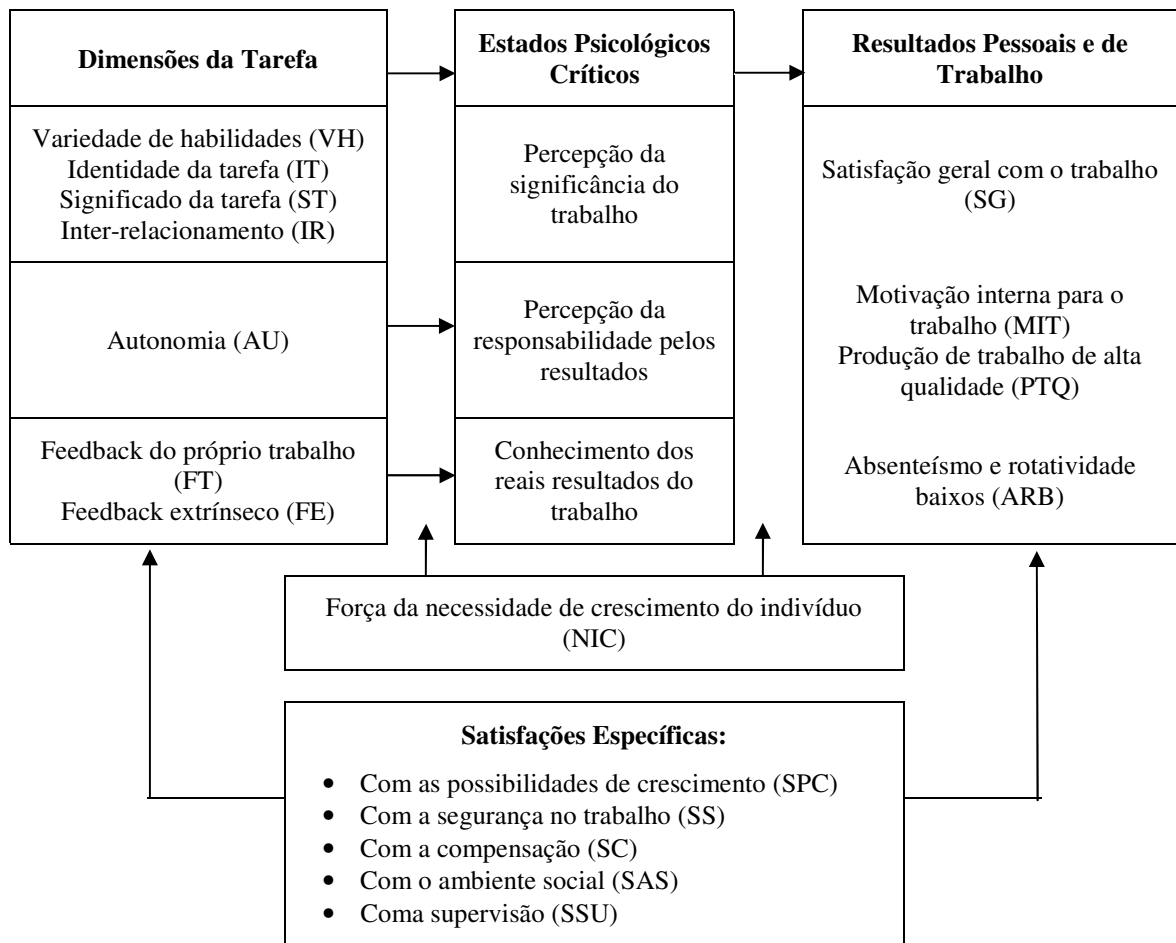 Dimensões da Tarefa
Estados Psicológicos
Críticos
Resultados Pessoais e de
Trabalho
Variedade de habilidades (VH)
Identidade da tarefa (IT)
Significado da tarefa (ST)
Inter-relacionamento (IR)
Percepção da
significância do
trabalho
Satisfação geral com o trabalho
(SG)
Autonomia (AU)
Percepção da
responsabilidade pelos
resultados
Motivação interna para o
trabalho (MIT)
Produção de trabalho de alta
qualidade (PTQ)
Feedback do próprio trabalho
(FT)
Feedback extrínseco (FE)
Conhecimento dos
reais resultados do
trabalho
Absenteísmo e rotatividade
baixos (ARB)
Força da necessidade de crescimento do indivíduo
(NIC)
Satisfações Específicas:
• Com as possibilidades de crescimento (SPC)
• Com a segurança no trabalho (SS)
• Com a compensação (SC)
• Com o ambiente social (SAS)
• Coma supervisão (SSU)